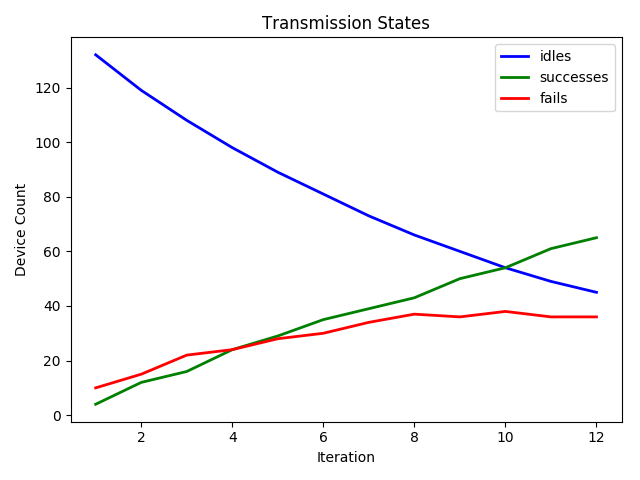 Transmission States
idles
successes
fails
Device Count
120
100
80
60
40
20
0
2 4 6 8 10 12
Iteration